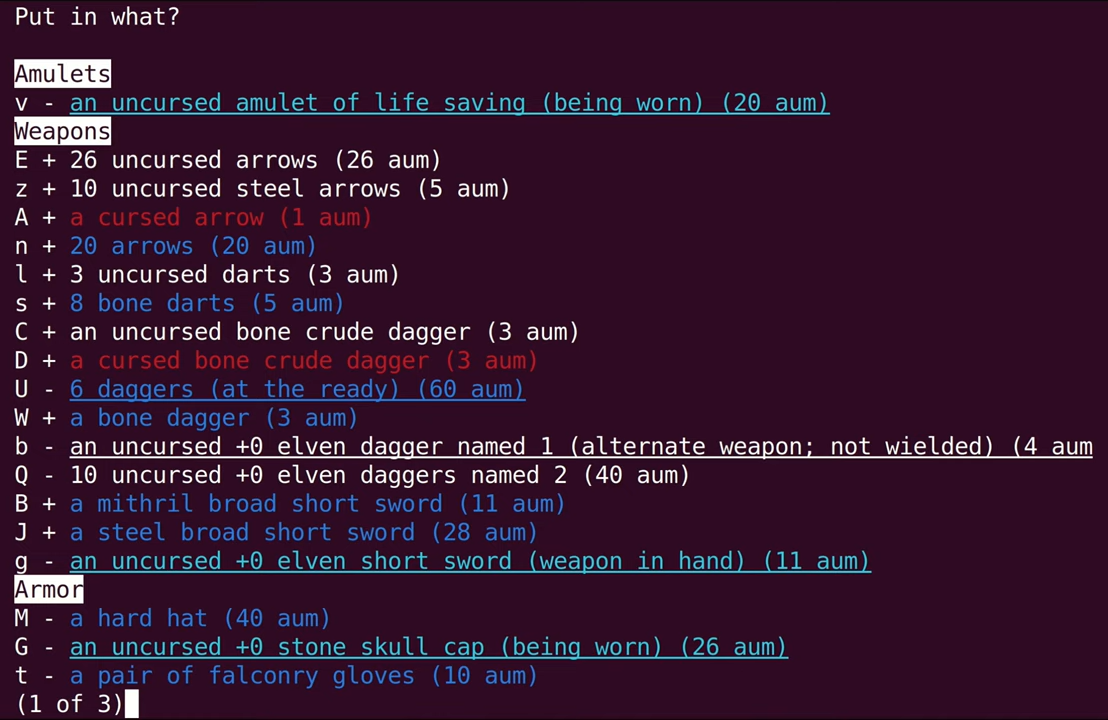 Put in what?
Amulets
v - an uncursed amulet of life saving (being worn) (20 aum)
Weapons
E + 26 uncursed arrows (26 aum)
z + 10 uncursed steel arrows (5 aum)
A + a cursed arrow (1 aum)
n + 20 arrows (20 aum)
l + 3 uncursed darts (3 aum)
s + 8 bone darts (5 aum)
C + an uncursed bone crude dagger (3 aum)
D + a cursed bone crude dagger (3 aum)
U - 6 daggers (at the ready) (60 aum)
W + a bone dagger (3 aum)
b - an uncursed +0 elven dagger named 1 (alternate weapon; not wielded) (4 aum
Q - 10 uncursed +0 elven daggers named 2 (40 aum)
B + a mithril broad short sword (11 aum)
J + a steel broad short sword (28 aum)
g - an uncursed +0 elven short sword (weapon in hand) (11 aum)
Armor
M - a hard hat (40 aum)
G - an uncursed +0 stone skull cap (being worn) (26 aum)
t - a pair of falconry gloves (10 aum)
(1 of 3)